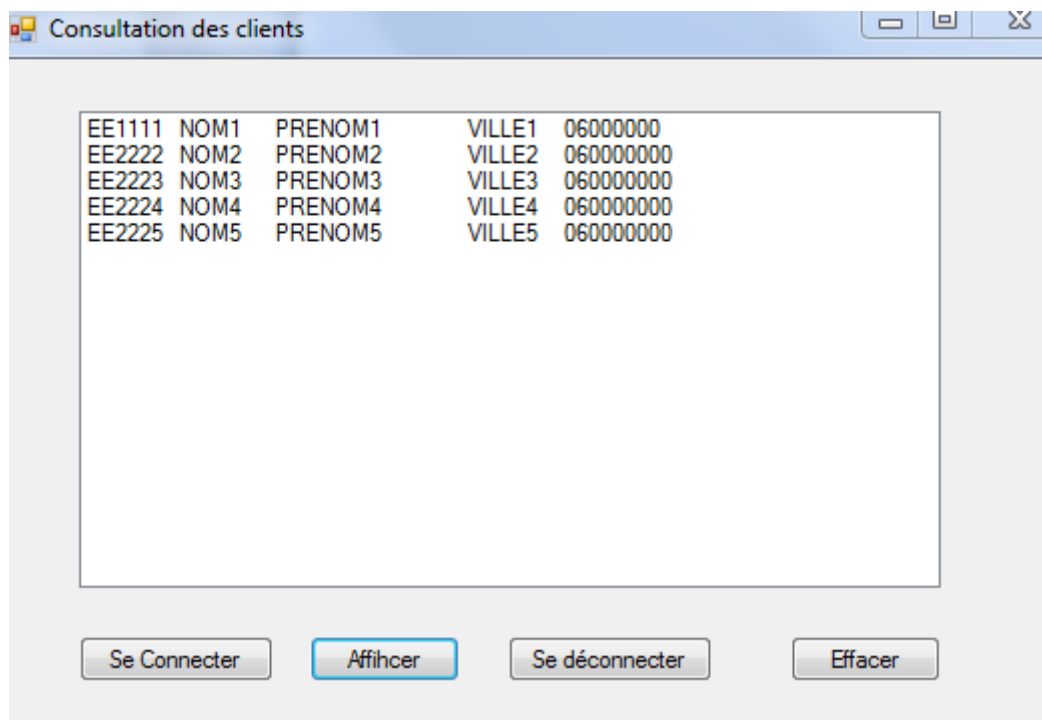 Consultation des clients
EE1111 NOM1 PRENOM1 VILLE1 06000000
EE2222 NOM2 PRENOM2 VILLE2 060000000
EE2223 NOM3 PRENOM3 VILLE3 060000000
EE2224 NOM4 PRENOM4 VILLE4 060000000
EE2225 NOM5 PRENOM5 VILLE5 060000000
Se Connecter Affihcer Se déconnecter Effacer